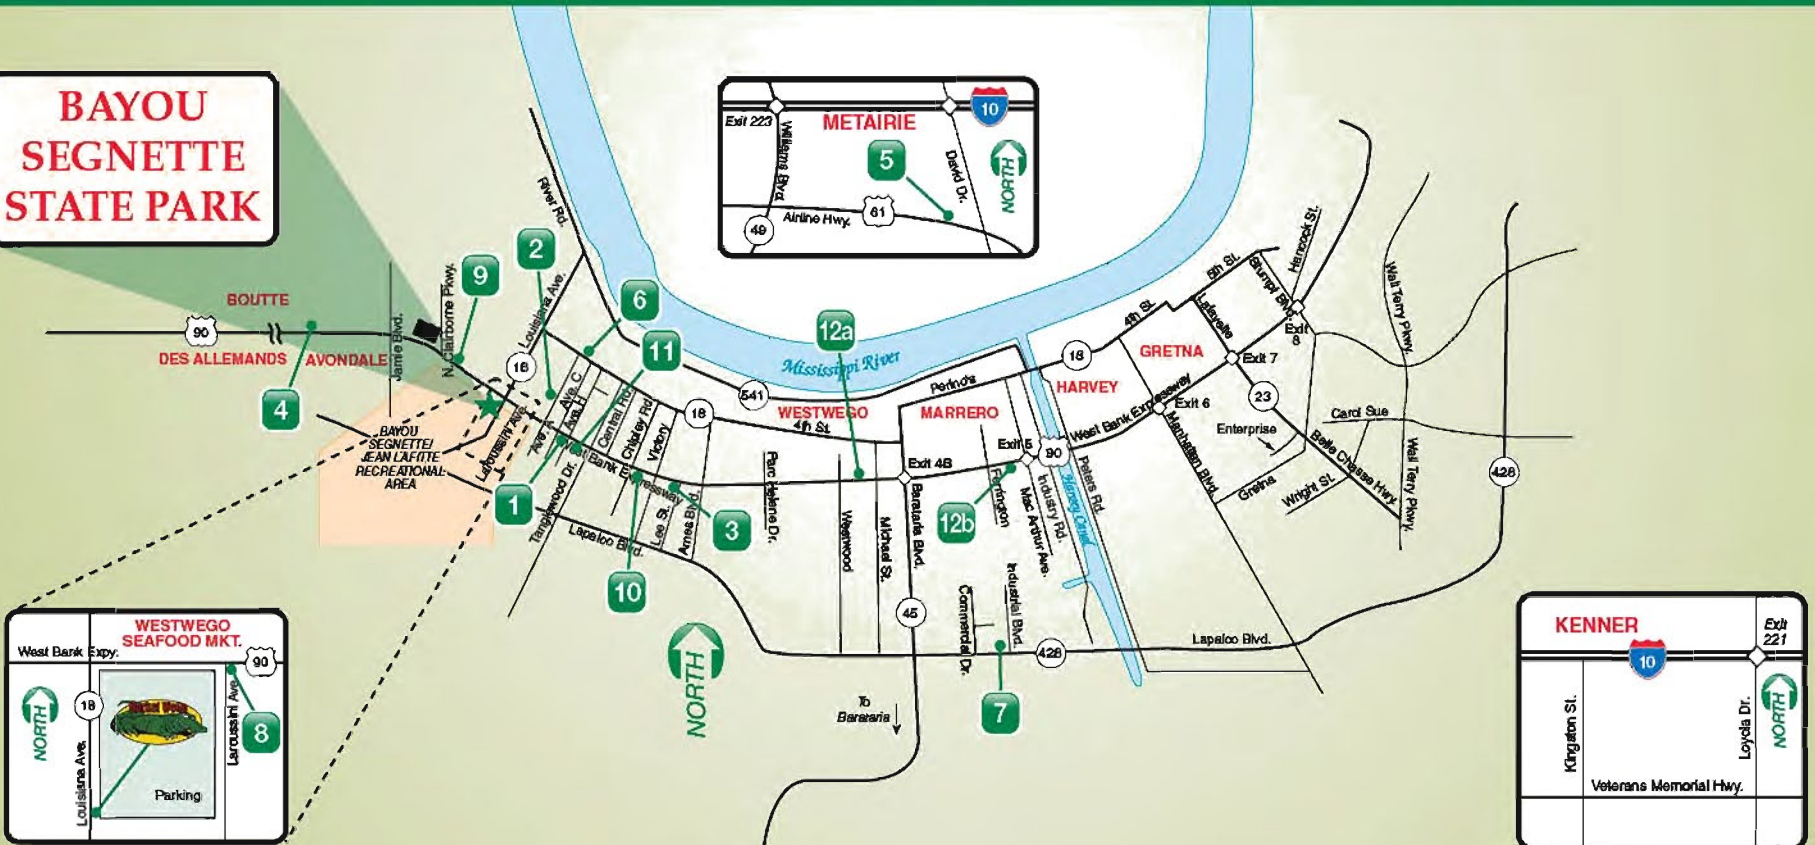 BAYOU
SEGNETTE
STATE PARK
Exit 223
METAIRIE
10
Williams Blvd.
5
David Dr.
NORTH
Airline Hwy.
61
49
River Rd.
2
9
6
11
12a
BOUTTE
90
DES ALLEMANDS
AVONDALE
Jamie Blvd.
N. Clairborne Pkwy.
Louisiana Ave.
4
18
BAYOU
SEGNETTE/
JEAN LAFITTE
RECREATIONAL
AREA
Laroussini Ave.
Ave. A
Ave. C
Ave. H
Central Rd.
Chipley Rd
Victory
18
541
Mississippi River
WESTWEGO
4th St.
MARRERO
Perimeter
HARVEY
18
4th St.
GRETNA
5th St.
Lafayette
Stumpf Blvd.
Hancock St.
Exit
8
Exit 7
Wall Terry Pkwy.
23
Exit 6
West Bank Expressway
Manhattan Blvd.
Enterprise
Carol Sue
Gretna
Wright St.
Belle Chasse Hwy.
Wall Terry Pkwy.
428
1
West Bank Expressway
Tanglewood Dr.
Lapalco Blvd.
Lee St.
Ames Blvd.
3
10
Parc Helene Dr.
Westwood
Michael St.
Exit 4B
Barataria Blvd.
12b
Exit 5
90
Ferrington
Mac Arthur Ave.
Industry Rd.
Harvey Canal
Peters Rd.
45
Commercial Dr.
Industrial Blvd.
428
Lapalco Blvd.
7
To
Barataria
NORTH
WESTWEGO
SEAFOOD MKT.
West Bank Expy.
90
NORTH
18
Louisiana Ave.
Parking
Laroussini Ave.
8
KENNER
Exit
221
10
Kingston St.
Loyola Dr.
NORTH
Veterans Memorial Hwy.